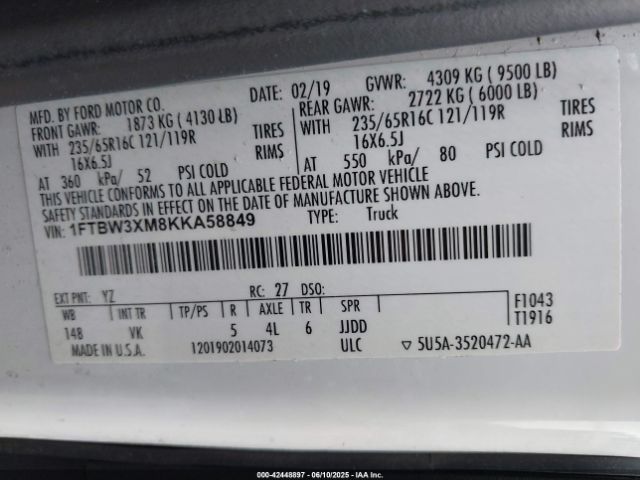 MFD. BY FORD MOTOR CO. DATE: 02/19 GVWR: 4309 KG ( 9500 LB)
FRONT GAWR: 1873 KG ( 4130 LB) REAR GAWR: 2722 KG ( 6000 LB)
WITH 235/65R16C 121/119R TIRES WITH 235/65R16C 121/119R TIRES
16X6.5J RIMS 16X6.5J RIMS
AT 360 kPa/ 52 PSI COLD AT 550 kPa/ 80 PSI COLD
THIS VEHICLE CONFORMS TO ALL APPLICABLE FEDERAL MOTOR VEHICLE
SAFETY STANDARDS IN EFFECT ON THE DATE OF MANUFACTURE SHOWN ABOVE.
VIN: 1FTBW3XM8KKA58849 TYPE: Truck
EXT PNT: YZ RC: 27 DSO:
WB INT TR TP/PS R AXLE TR SPR F1043
148 VK 5 4L 6 JJDD T1916
MADE IN U.S.A. 1201902014073 ULC ▽ 5U5A-3520472-AA
000-42448897 - 06/10/2025 - IAA Inc.